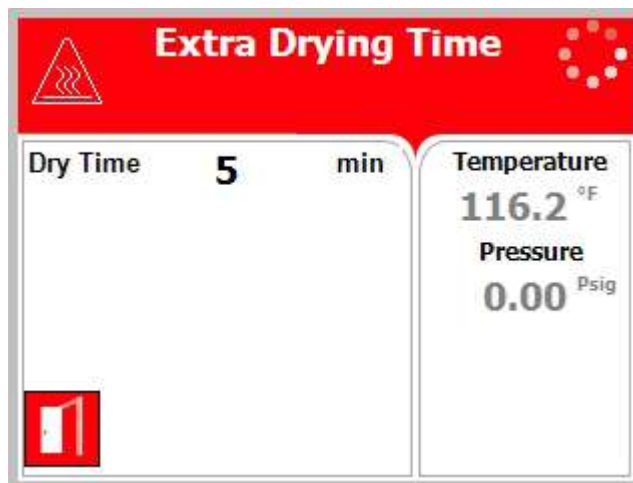 Extra Drying Time
Dry Time 5 min
Temperature
116.2 °F
Pressure
0.00 Psig